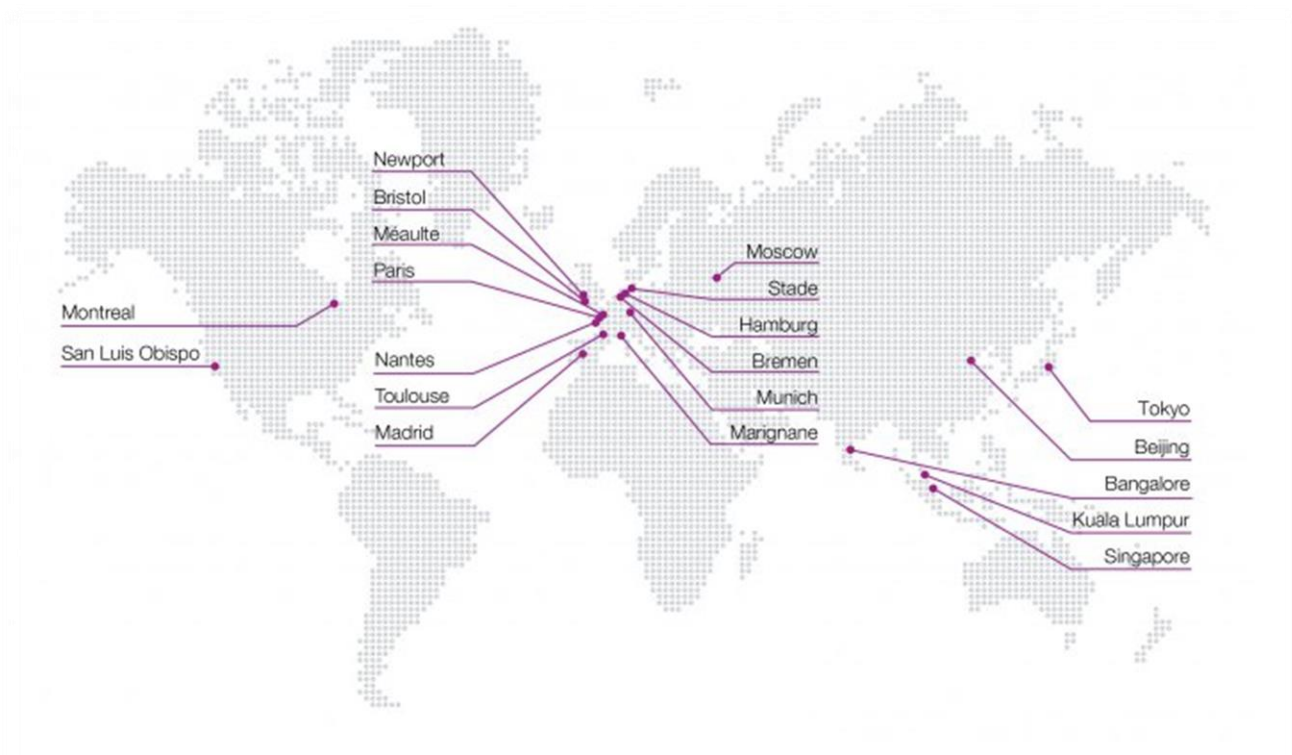 Newport
Bristol
Méaulte
Paris
Montreal
San Luis Obispo
Nantes
Toulouse
Madrid
Moscow
Stade
Hamburg
Bremen
Munich
Marignane
Tokyo
Beijing
Bangalore
Kuala Lumpur
Singapore